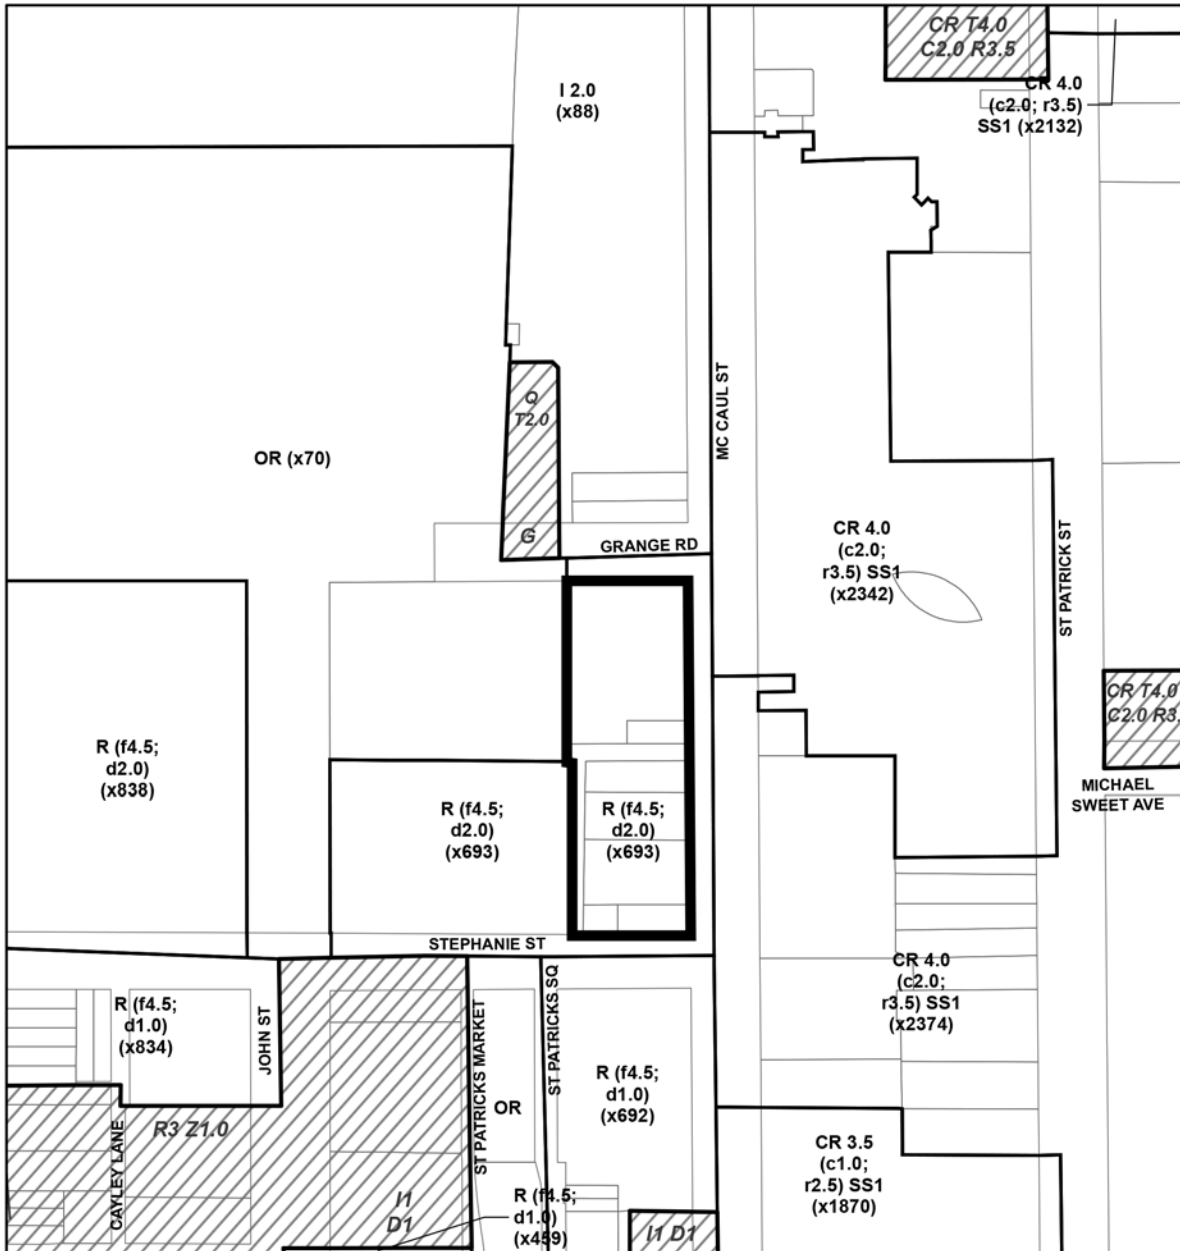 CR T4.0
C2.0 R3.5
I 2.0
(x88)
CR 4.0
(c2.0; r3.5)
SS1 (x2132)
MC CAUL ST
Q
T2.0
G
OR (x70)
GRANGE RD
CR 4.0
(c2.0;
r3.5) SS1
(x2342)
ST PATRICK ST
CR T4.0
C2.0 R3.
MICHAEL
SWEET AVE
R (f4.5;
d2.0)
(x838)
R (f4.5;
d2.0)
(x693)
R (f4.5;
d2.0)
(x693)
STEPHANIE ST
CR 4.0
(c2.0;
r3.5) SS1
(x2374)
R (f4.5;
d1.0)
(x834)
JOHN ST
ST PATRICKS MARKET
ST PATRICKS SQ
OR
R (f4.5;
d1.0)
(x692)
CAYLEY LANE
R3 Z1.0
I1
D1
R (f4.5;
d1.0)
(x459)
I1 D1
CR 3.5
(c1.0;
r2.5) SS1
(x1870)